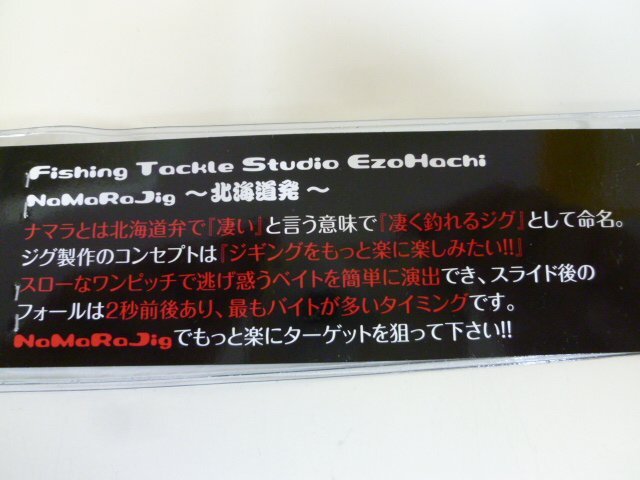 Fishing Tackle Studio EzoHachi
NaMaRaJig ～北海道発～
ナマラとは北海道弁で『凄い』と言う意味で『凄く釣れるジグ』として命名。
ジグ製作のコンセプトは『ジギングをもっと楽に楽しみたい!!』
スローなワンピッチで逃げ惑うベイトを簡単に演出でき、スライド後の
フォールは2秒前後あり、最もバイトが多いタイミングです。
NaMaRaJigでもっと楽にターゲットを狙って下さい!!